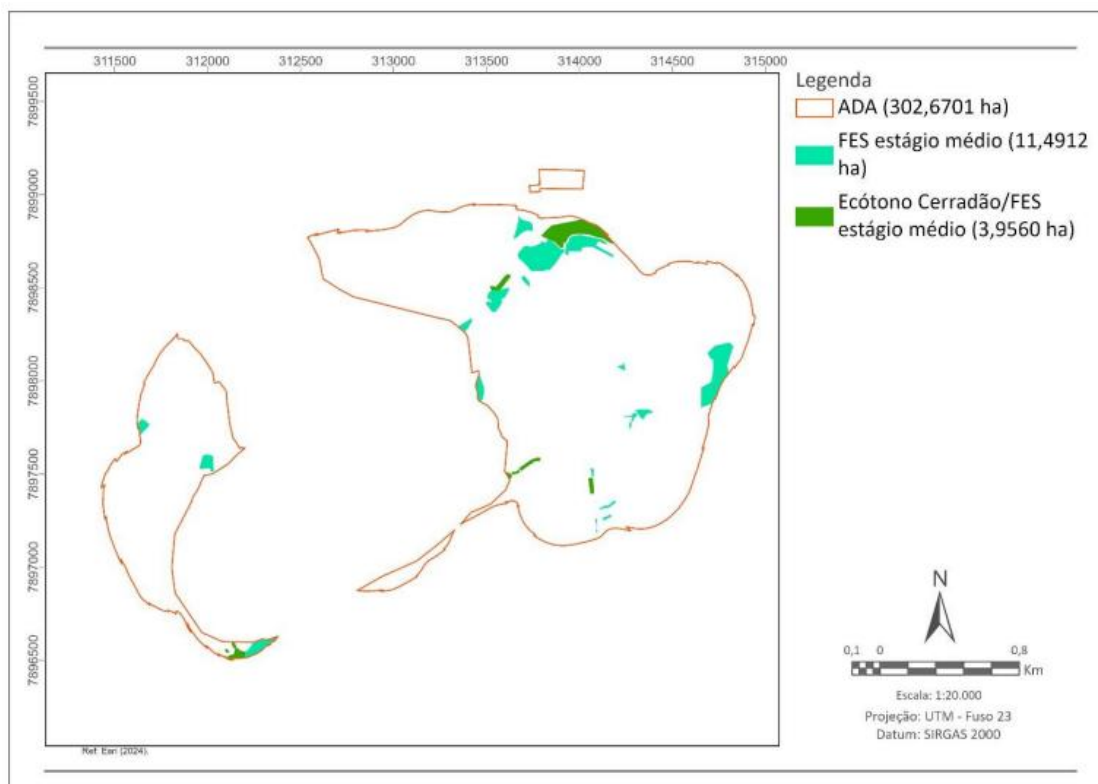 311500 312000 312500 313000 313500 314000 314500 315000
7899500
7899000
7898500
7898000
7897500
7897000
7896500
Legenda
ADA (302,6701 ha)
FES estágio médio (11,4912
ha)
Ecótono Cerradão/FES
estágio médio (3,9560 ha)
N
0,1 0 0,8
Km
Escala: 1:20.000
Projeção: UTM - Fuso 23
Datum: SIRGAS 2000
Ref. Esri (2024).